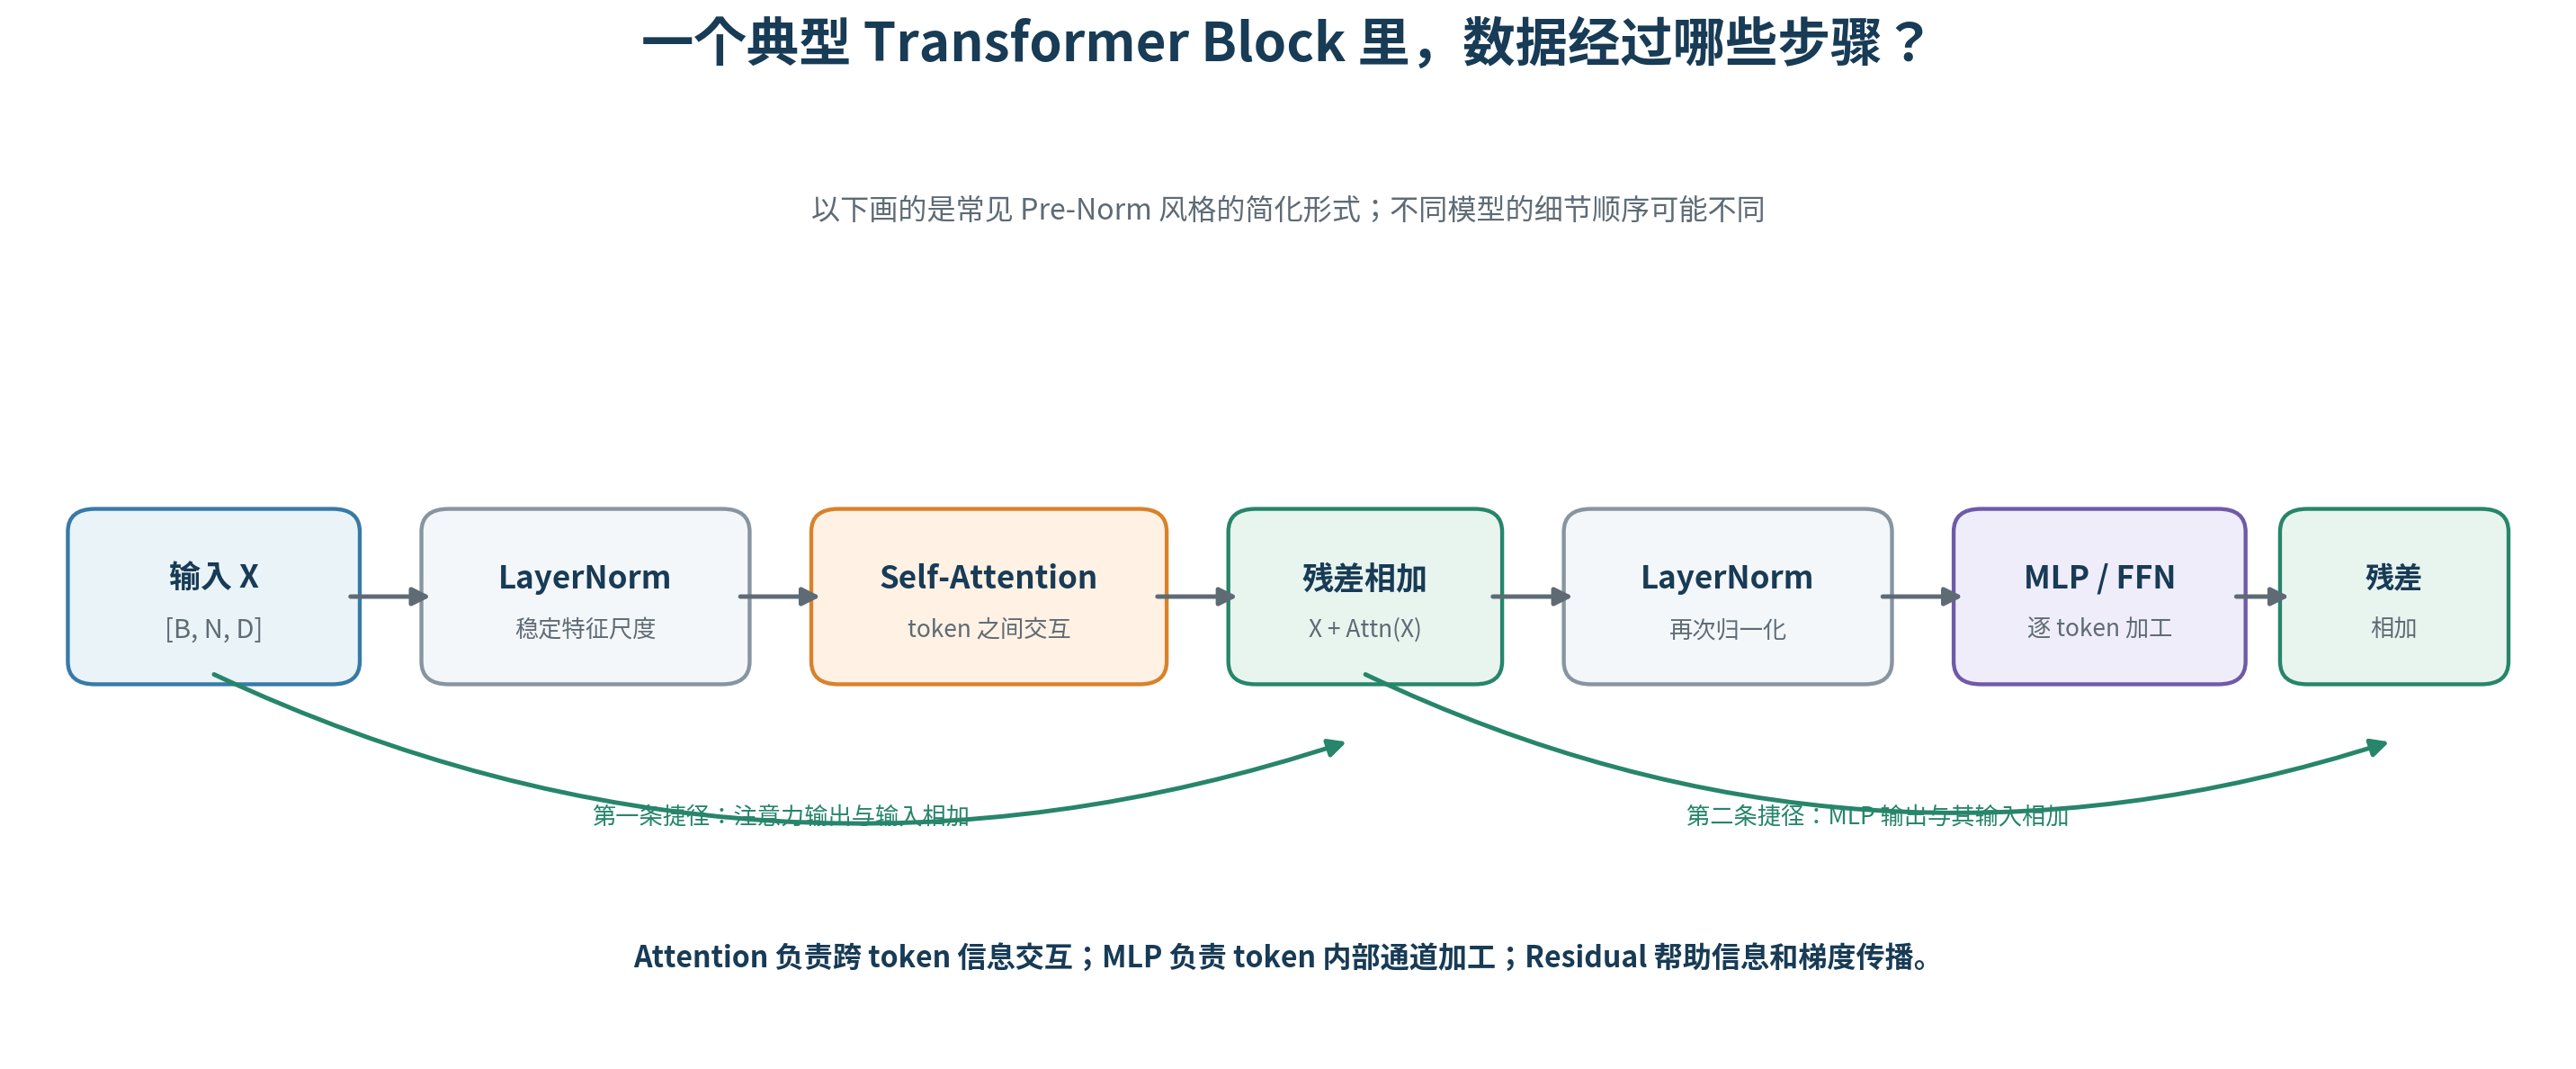 一个典型 Transformer Block 里，数据经过哪些步骤？
以下画的是常见 Pre-Norm 风格的简化形式；不同模型的细节顺序可能不同
输入 X
[B, N, D]
LayerNorm
稳定特征尺度
Self-Attention
token 之间交互
残差相加
X + Attn(X)
LayerNorm
再次归一化
MLP / FFN
逐 token 加工
残差
相加
第一条捷径：注意力输出与输入相加
第二条捷径：MLP 输出与其输入相加
Attention 负责跨 token 信息交互；MLP 负责 token 内部通道加工；Residual 帮助信息和梯度传播。